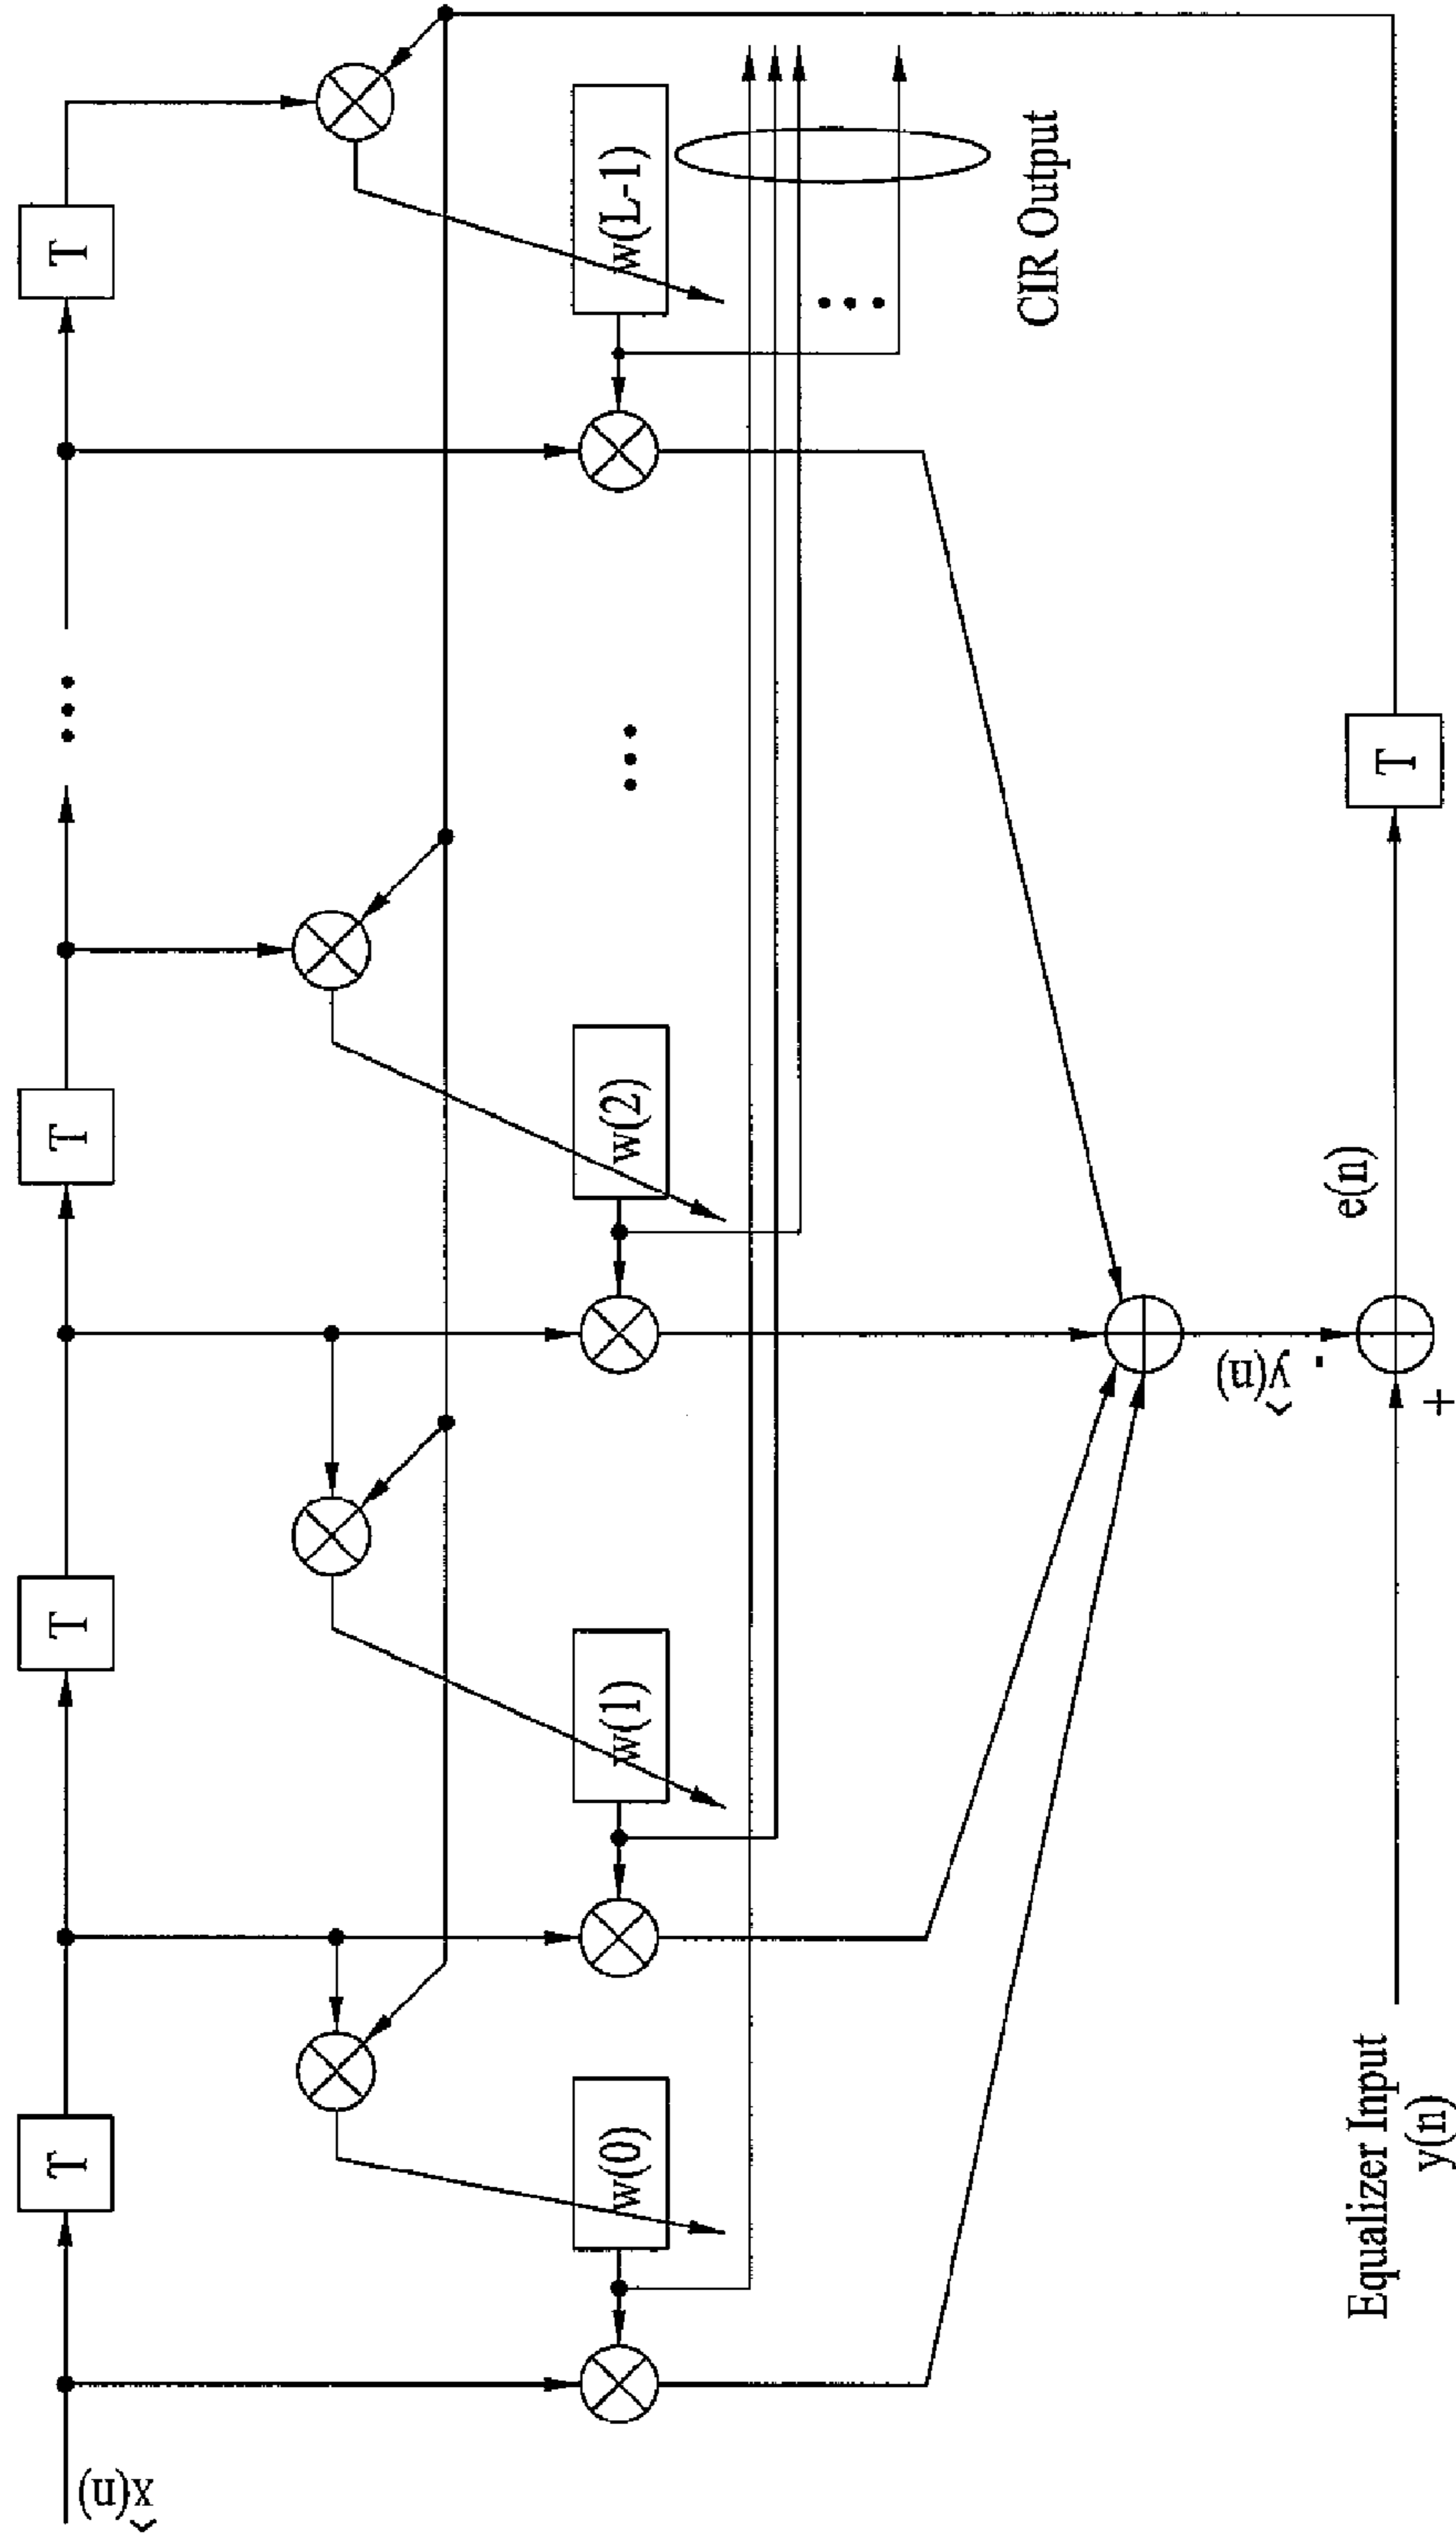 x̂(n)
T
T
T
T
T
w(0)
w(1)
w(2)
...
w(L-1)
...
...
CIR Output
ŷ(n)
-
+
e(n)
T
Equalizer Input
y(n)